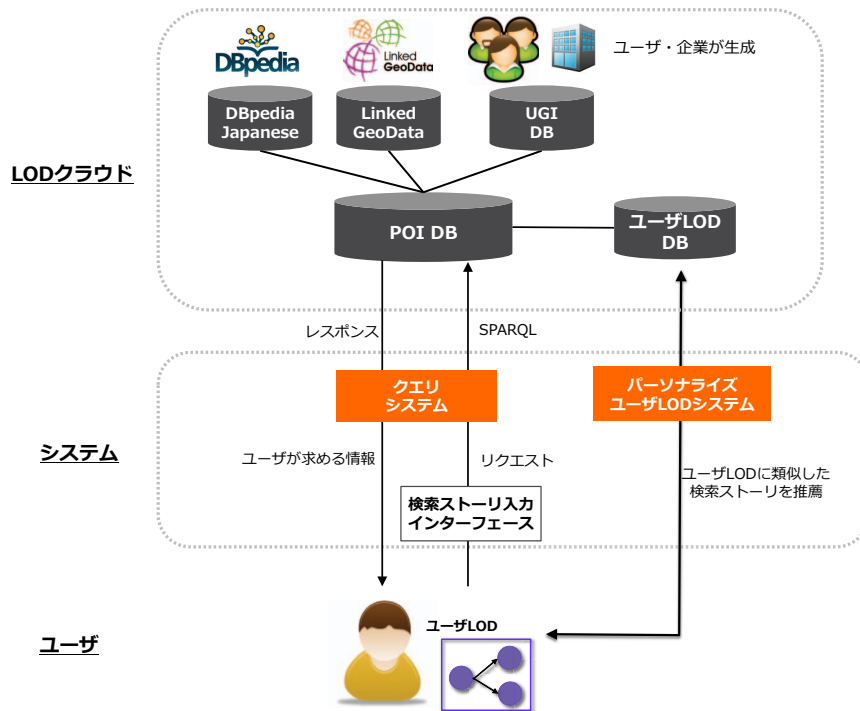 DBpedia
Linked
GeoData
ユーザ・企業が生成
DBpedia
Japanese
Linked
GeoData
UGI
DB
LODクラウド
POI DB
ユーザLOD
DB
レスポンス
SPARQL
クエリ
システム
パーソナライズ
ユーザLODシステム
システム
ユーザが求める情報
リクエスト
ユーザLODに類似した
検索ストーリを推薦
検索ストーリ入力
インターフェース
ユーザLOD
ユーザ